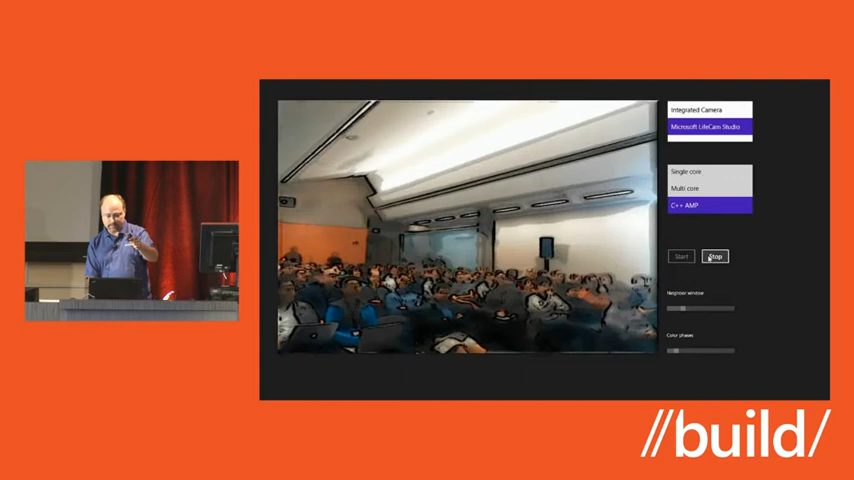 Integrated Camera
Microsoft LifeCam Studio
Single core
Multi core
C++ AMP
Start
Stop
Neighbor window
Color phases
//build/